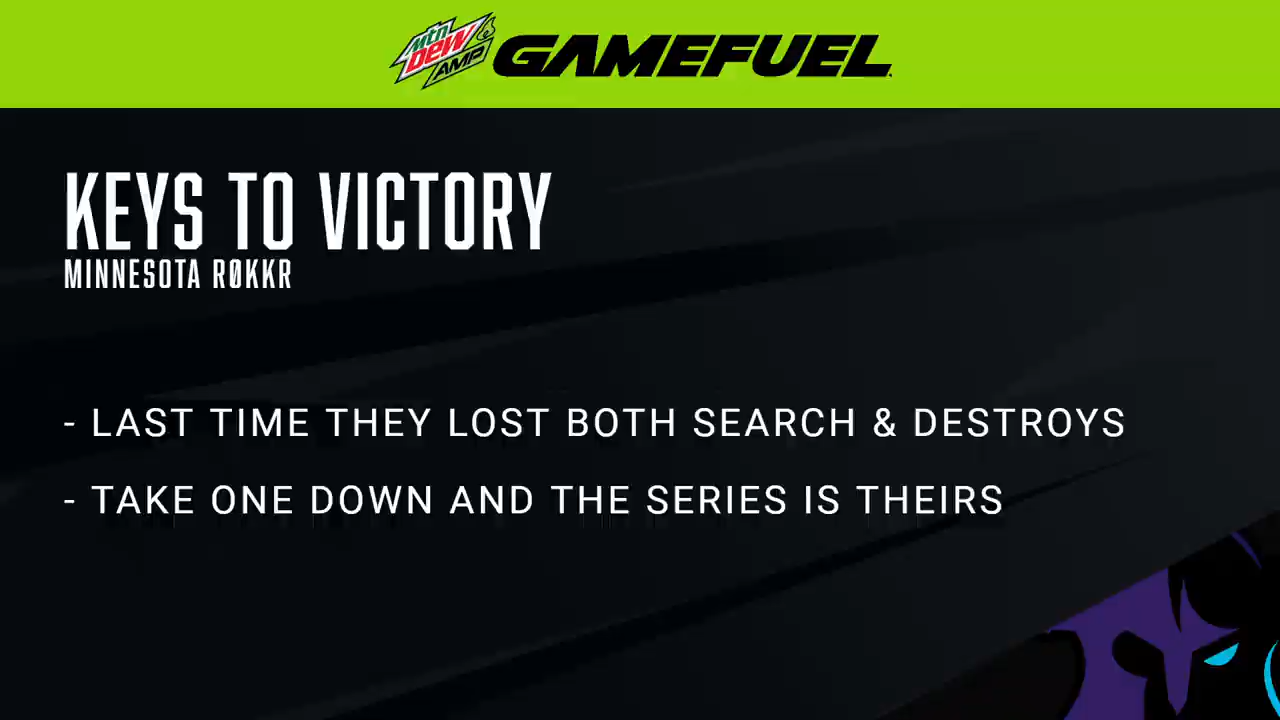 Mtn DEW AMP GAMEFUEL
KEYS TO VICTORY
MINNESOTA RØKKR
- LAST TIME THEY LOST BOTH SEARCH & DESTROYS
- TAKE ONE DOWN AND THE SERIES IS THEIRS